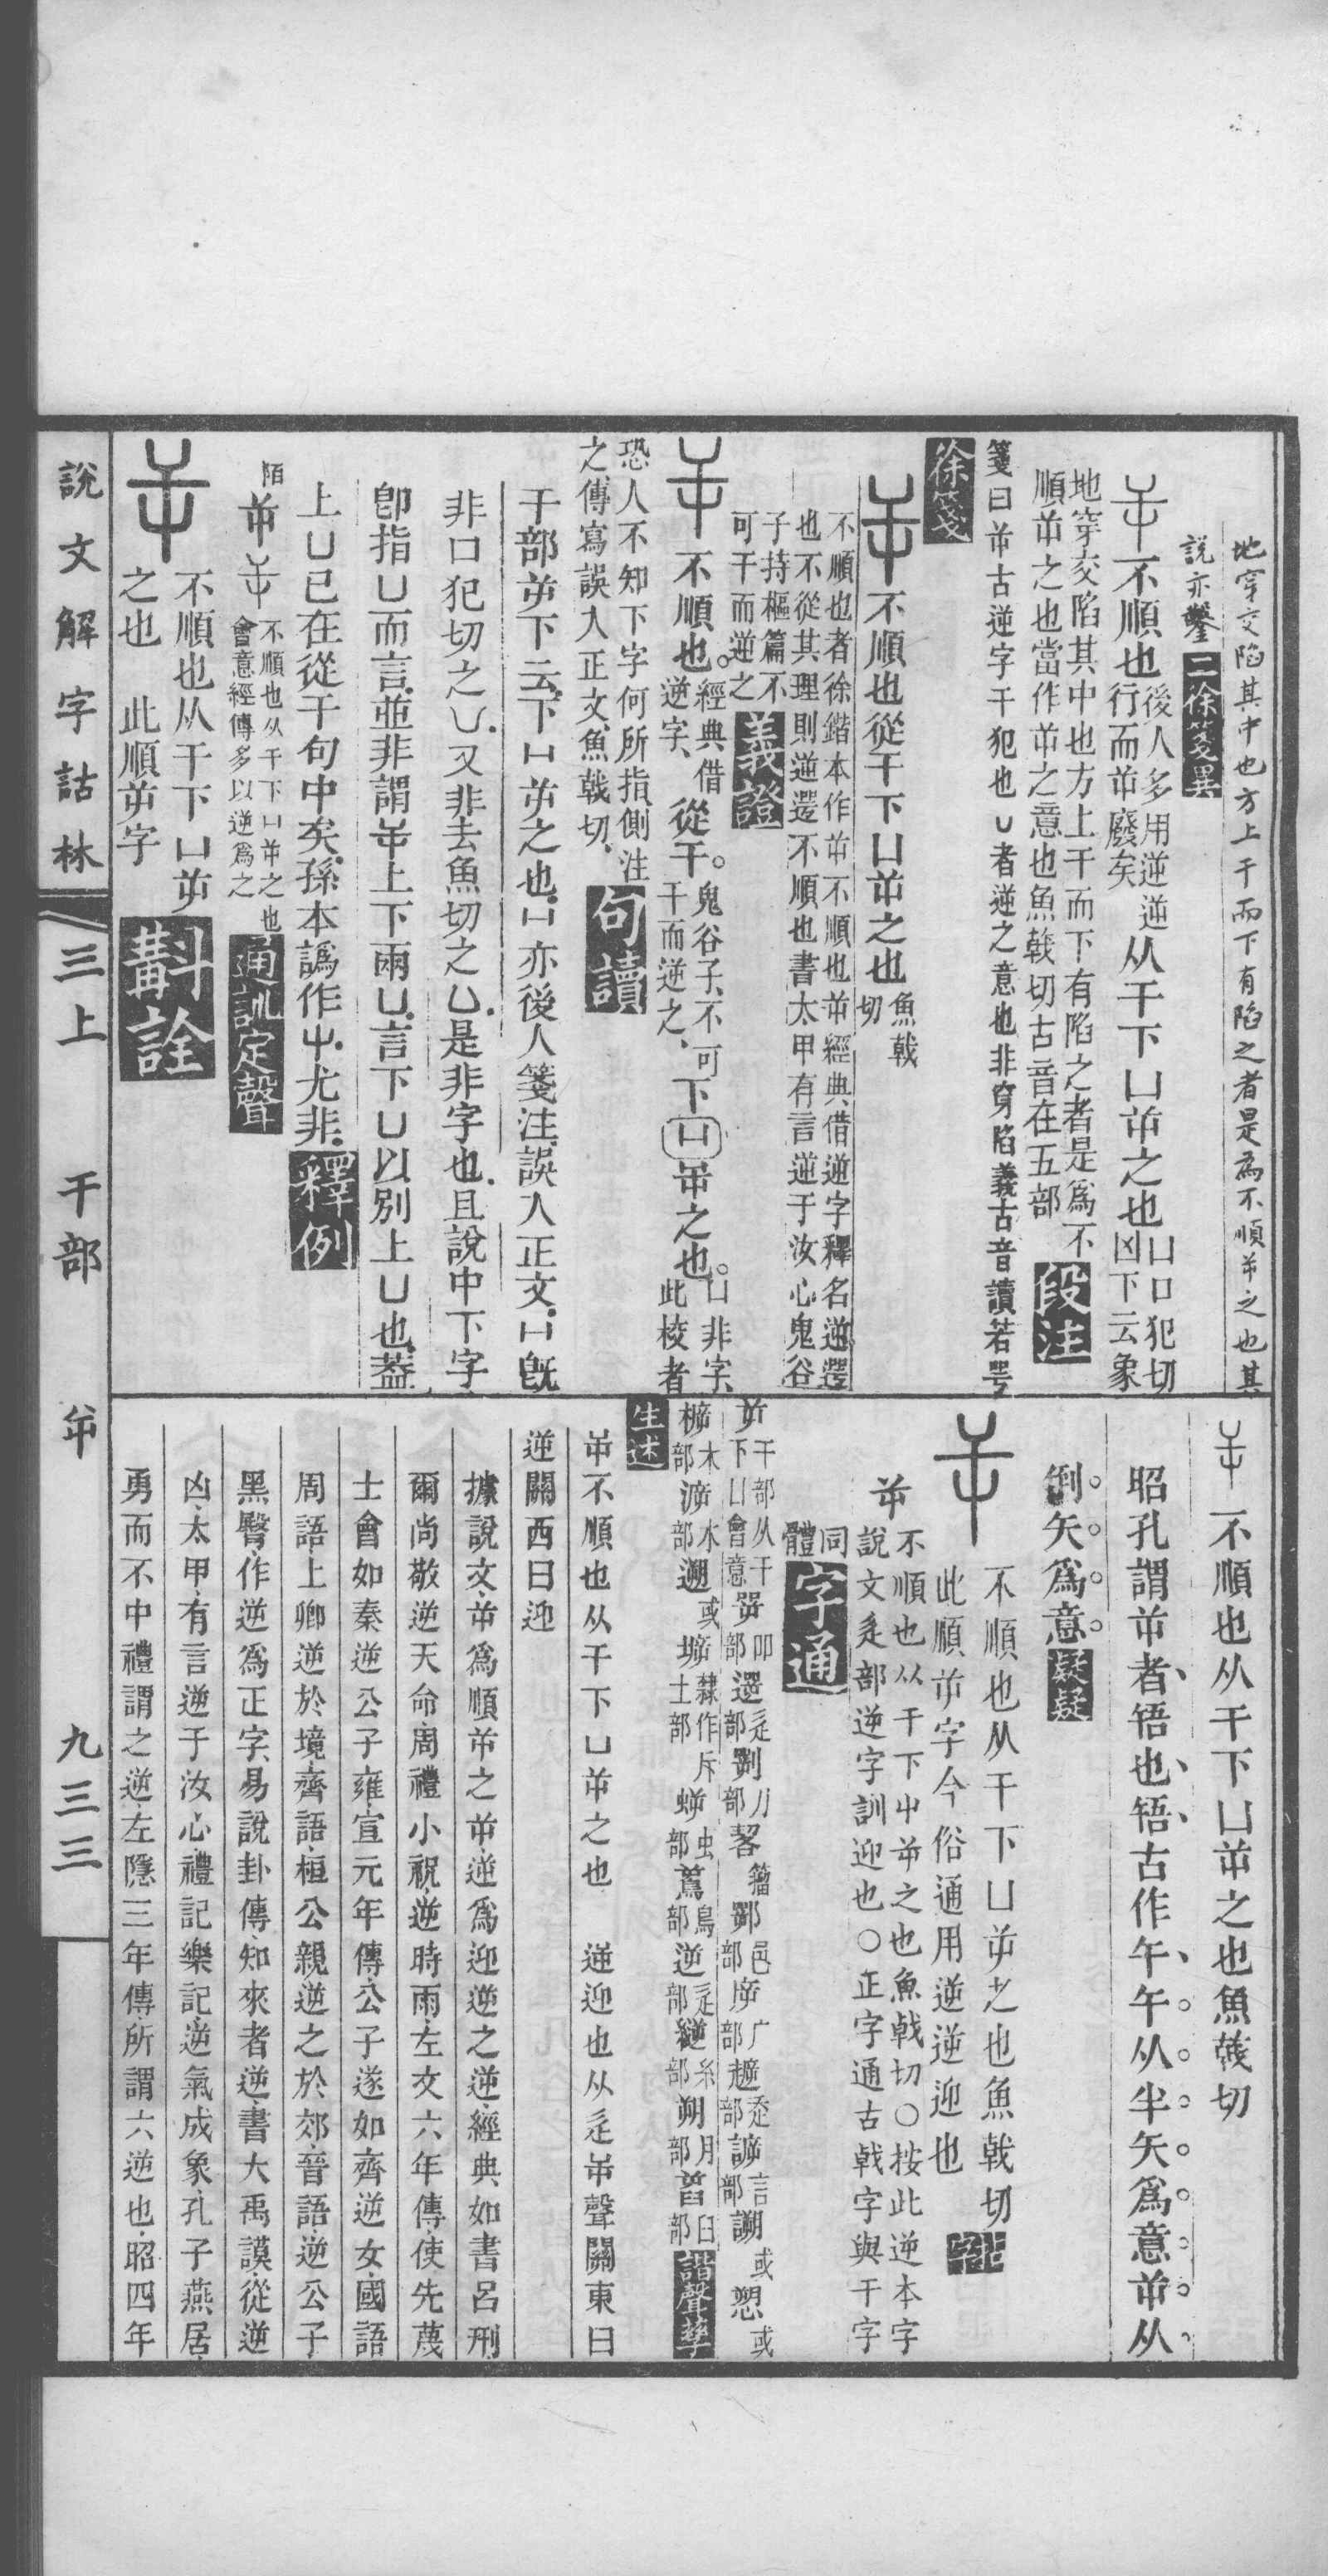 地穿交陷其中也方上干而下有陷之者是為不順屰之也其
說亦鑿 二徐箋異
屰不順也後人多用逆逆行而屰廢矣从干下凵屰之也凵口犯切凶下云象
地穿交陷其中也方上干而下有陷之者是爲不
順屰之也當作屰之意也魚戟切古音在五部 段注
箋曰屰古逆字干犯也凵者逆之意也非穿陷義古音讀若咢
徐箋
屰不順也從干下凵屰之也魚戟切
不順也者徐鍇本作屰不順也屰經典借逆字釋名逆遻
也不從其理則逆遻不順也書太甲有言逆于汝心鬼谷
子持樞篇不
可干而逆之 義證
屰不順也。經典借逆字、從干。鬼谷子、不可干而逆之、下凵屰之也。凵非字、此校者
恐人不知下字何所指、側注
之、傳寫誤入正文、魚戟切、 句讀
干部屰下云、下凵屰之也、凵亦後人箋注、誤入正文、凵旣
非口犯切之凵、又非去魚切之凵、是非字也、且說中下字
卽指凵而言、並非謂屰上下兩凵、言下凵以別上凵也、葢
上凵已在從干句中矣、孫本譌作屮、尤非、 釋例
陌屰屰不順也从干下凵屰之也會意經傳多以逆爲之 通訓定聲
屰不順也从干下凵屰
之也 此順屰字 斠詮
說文解字詁林 三上 干部 屰 九三三
屰不順也从干下凵屰之也魚戟切
昭孔謂屰者啎也、啎古作午、午从半矢爲意屰从
倒矢爲意 疑疑
屰不順也从干下凵屰之也魚戟切
此順屰字今俗通用逆逆迎也
屰不順也从干下屮屰之也魚戟切○按此逆本字
說文辵部逆字訓迎也○正字通古戟字與干字
同
體 字通
屰干部从干下凵會意咢吅部遻辵部剭刀部㓞籀鄂邑部㡿广部趰走部䜙言部謝或愬或
㯉木部㴑水部遡或㙨土部隸作斥䖸虫部䳬鳥部逆辵部縌糸部朔月部𦥔臼部 諧聲孳
生述
屰不順也从干下凵屰之也 逆迎也从辵屰聲關東曰
逆關西曰迎
據說文、屰爲順屰之屰、逆爲迎逆之逆、經典如書呂刑
爾尚敬逆天命、周禮小祝、逆時雨、左文六年傳、使先蔑
士會如秦逆公子雍、宣元年傳、公子遂如齊逆女、國語
周語、上卿逆於境、齊語、桓公親逆之於郊、晉語、逆公子
黑臀、作逆爲正字、易說卦傳、知來者逆、書大禹謨、從逆
凶、太甲、有言逆于汝心、禮記樂記、逆氣成象、孔子燕居、
勇而不中禮謂之逆、左隱三年傳、所謂六逆也、昭四年